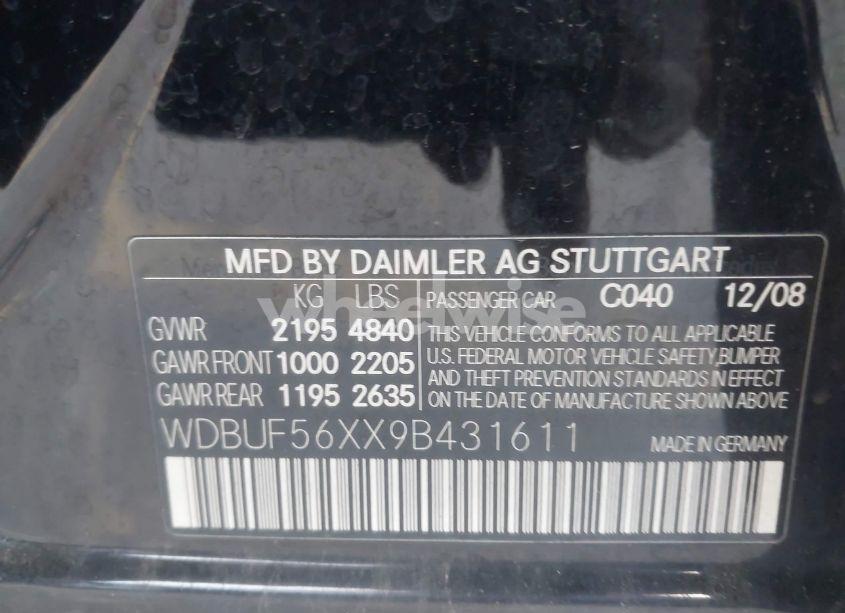 MFD BY DAIMLER AG STUTTGART
KG LBS PASSENGER CAR C040 12/08
GVWR 2195 4840 THIS VEHICLE CONFORMS TO ALL APPLICABLE
GAWR FRONT 1000 2205 U.S. FEDERAL MOTOR VEHICLE SAFETY,BUMPER
AND THEFT PREVENTION STANDARDS IN EFFECT
GAWR REAR 1195 2635 ON THE DATE OF MANUFACTURE SHOWN ABOVE
WDBUF56XX9B431611 MADE IN GERMANY
wheelwise